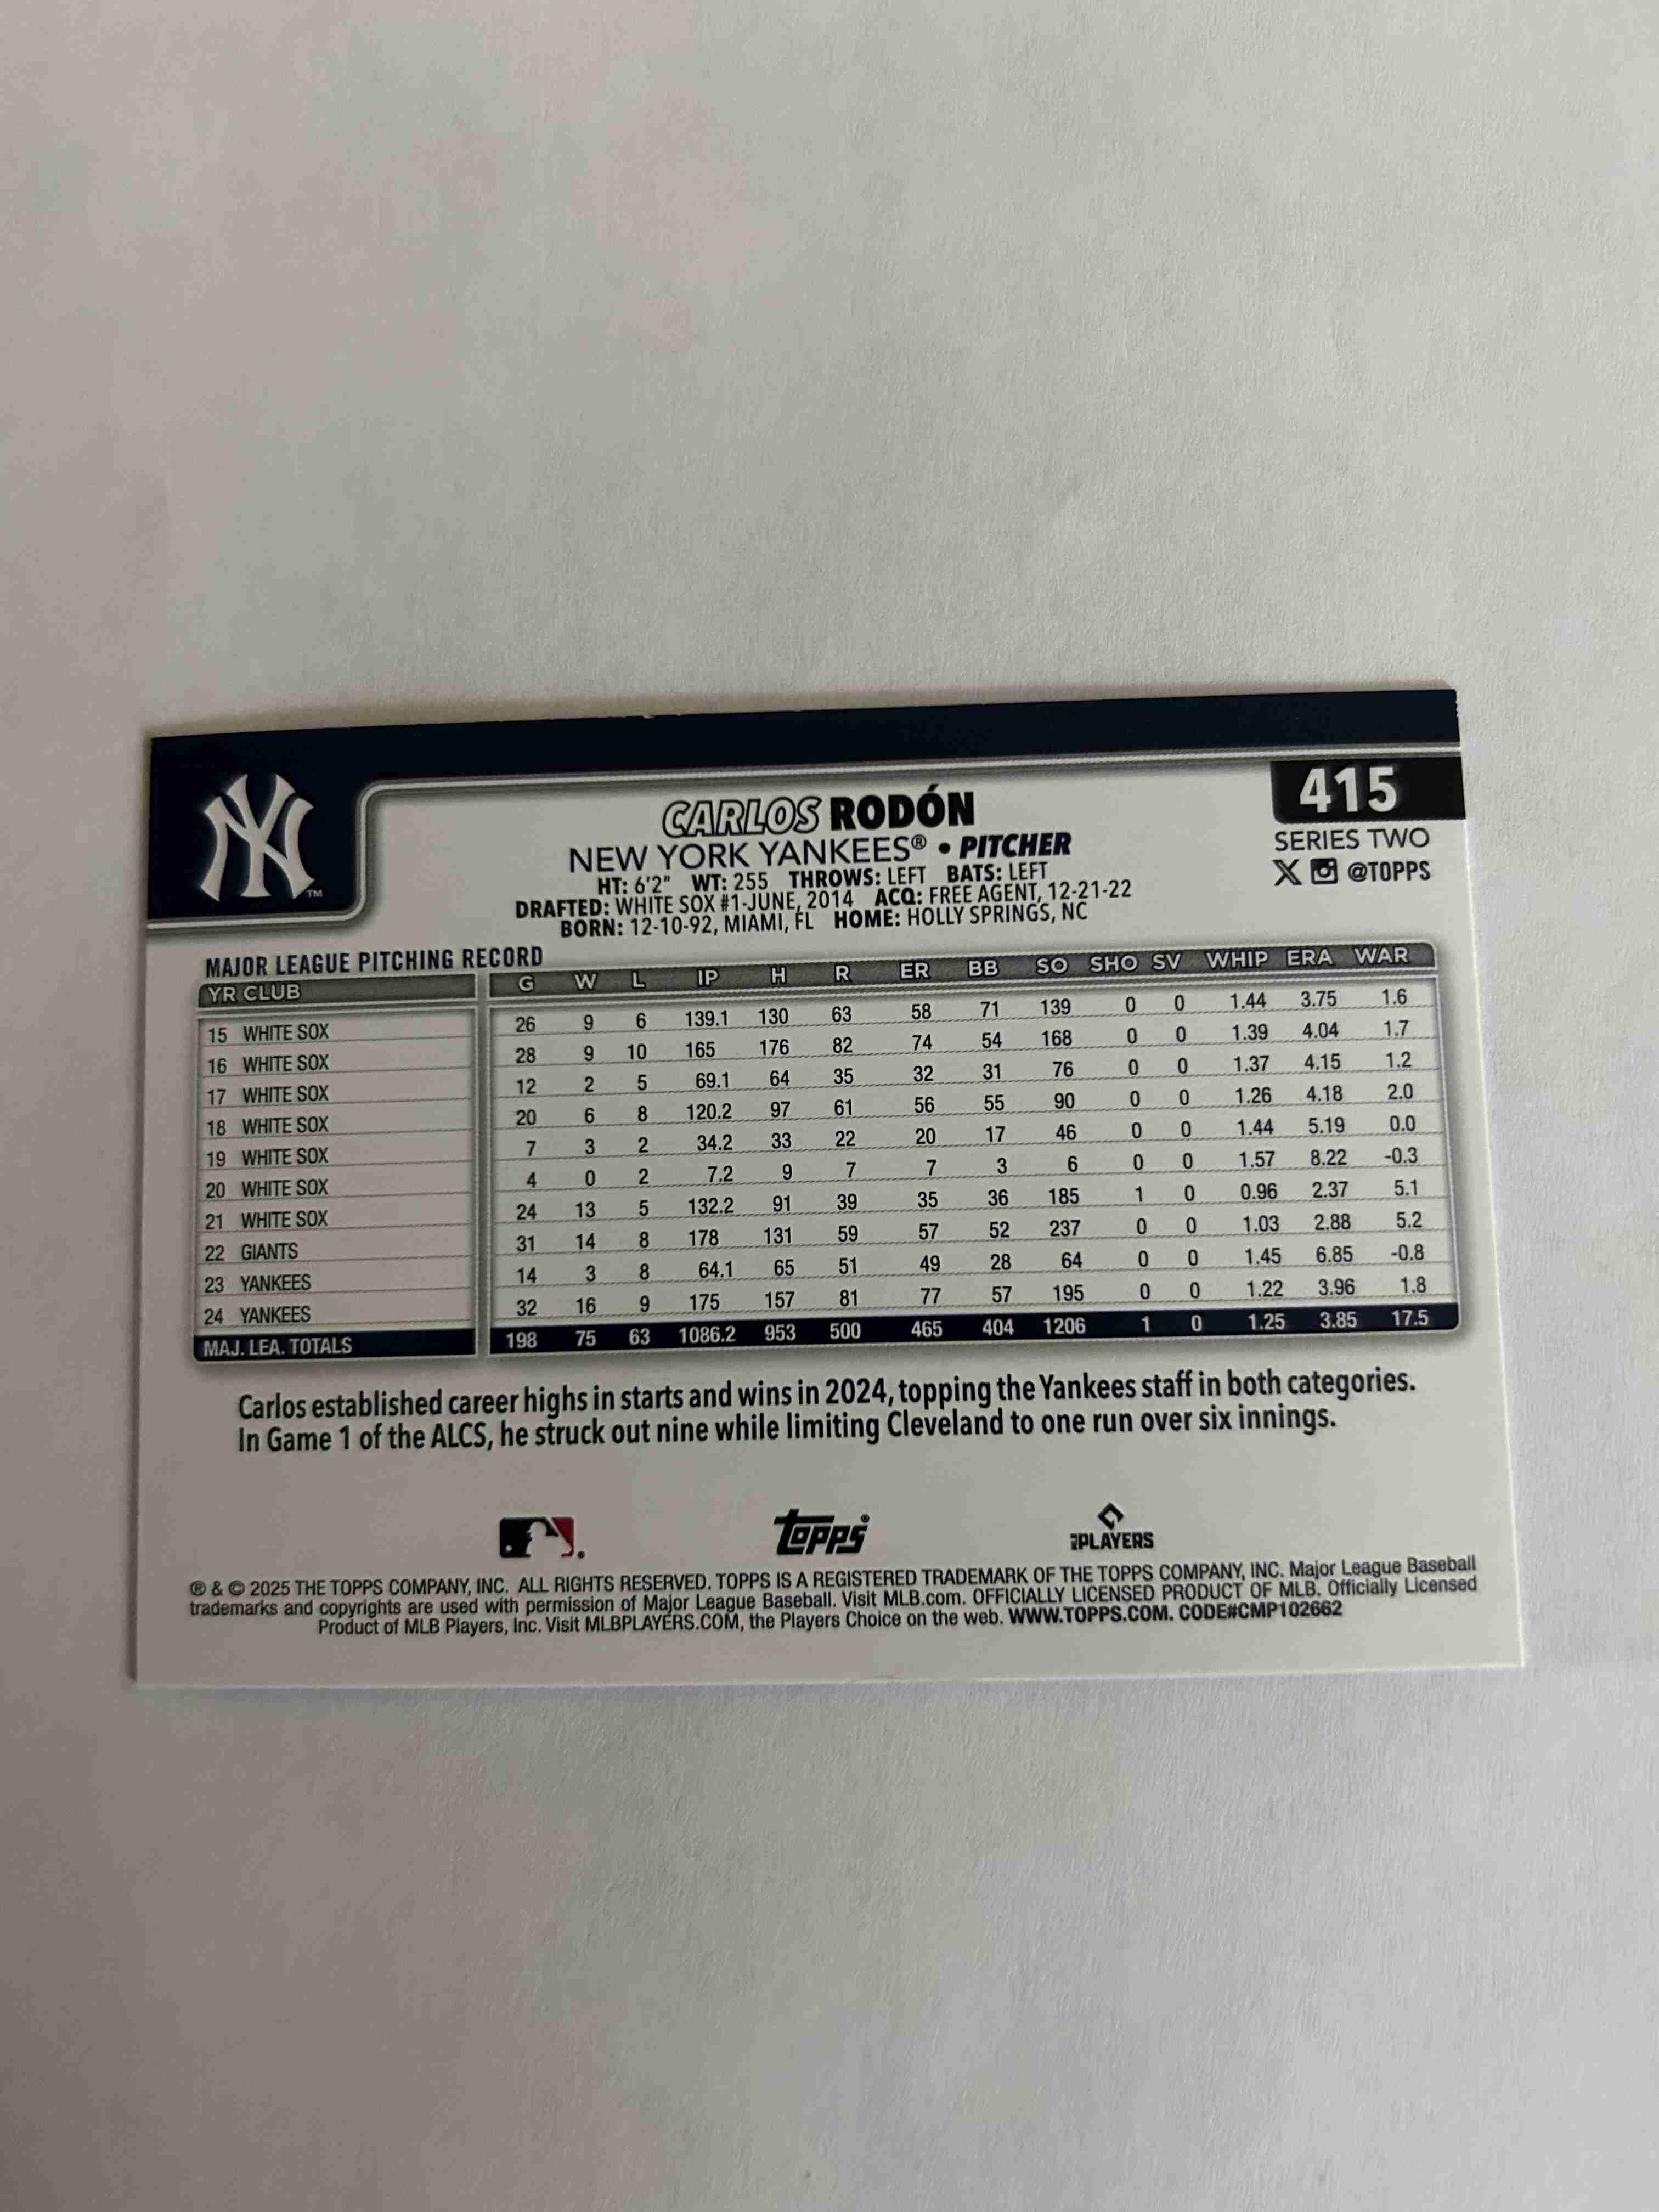 415
SERIES TWO
@TOPPS
NY
TM
CARLOS RODÓN
NEW YORK YANKEES® • PITCHER
HT: 6'2" WT: 255 THROWS: LEFT BATS: LEFT
DRAFTED: WHITE SOX #1-JUNE, 2014 ACQ: FREE AGENT, 12-21-22
BORN: 12-10-92, MIAMI, FL HOME: HOLLY SPRINGS, NC
MAJOR LEAGUE PITCHING RECORD
YR CLUB G W L IP H R ER BB SO SHO SV WHIP ERA WAR
15 WHITE SOX 26 9 6 139.1 130 63 58 71 139 0 0 1.44 3.75 1.6
16 WHITE SOX 28 9 10 165 176 82 74 54 168 0 0 1.39 4.04 1.7
17 WHITE SOX 12 2 5 69.1 64 35 32 31 76 0 0 1.37 4.15 1.2
18 WHITE SOX 20 6 8 120.2 97 61 56 55 90 0 0 1.26 4.18 2.0
19 WHITE SOX 7 3 2 34.2 33 22 20 17 46 0 0 1.44 5.19 0.0
20 WHITE SOX 4 0 2 7.2 9 7 7 3 6 0 0 1.57 8.22 -0.3
21 WHITE SOX 24 13 5 132.2 91 39 35 36 185 1 0 0.96 2.37 5.1
22 GIANTS 31 14 8 178 131 59 57 52 237 0 0 1.03 2.88 5.2
23 YANKEES 14 3 8 64.1 65 51 49 28 64 0 0 1.45 6.85 -0.8
24 YANKEES 32 16 9 175 157 81 77 57 195 0 0 1.22 3.96 1.8
MAJ. LEA. TOTALS 198 75 63 1086.2 953 500 465 404 1206 1 0 1.25 3.85 17.5
Carlos established career highs in starts and wins in 2024, topping the Yankees staff in both categories.
In Game 1 of the ALCS, he struck out nine while limiting Cleveland to one run over six innings.
topps®
PLAYERS
® & © 2025 THE TOPPS COMPANY, INC. ALL RIGHTS RESERVED. TOPPS IS A REGISTERED TRADEMARK OF THE TOPPS COMPANY, INC. Major League Baseball
trademarks and copyrights are used with permission of Major League Baseball. Visit MLB.com. OFFICIALLY LICENSED PRODUCT OF MLB. Officially Licensed
Product of MLB Players, Inc. Visit MLBPLAYERS.COM, the Players Choice on the web. WWW.TOPPS.COM. CODE#CMP102662